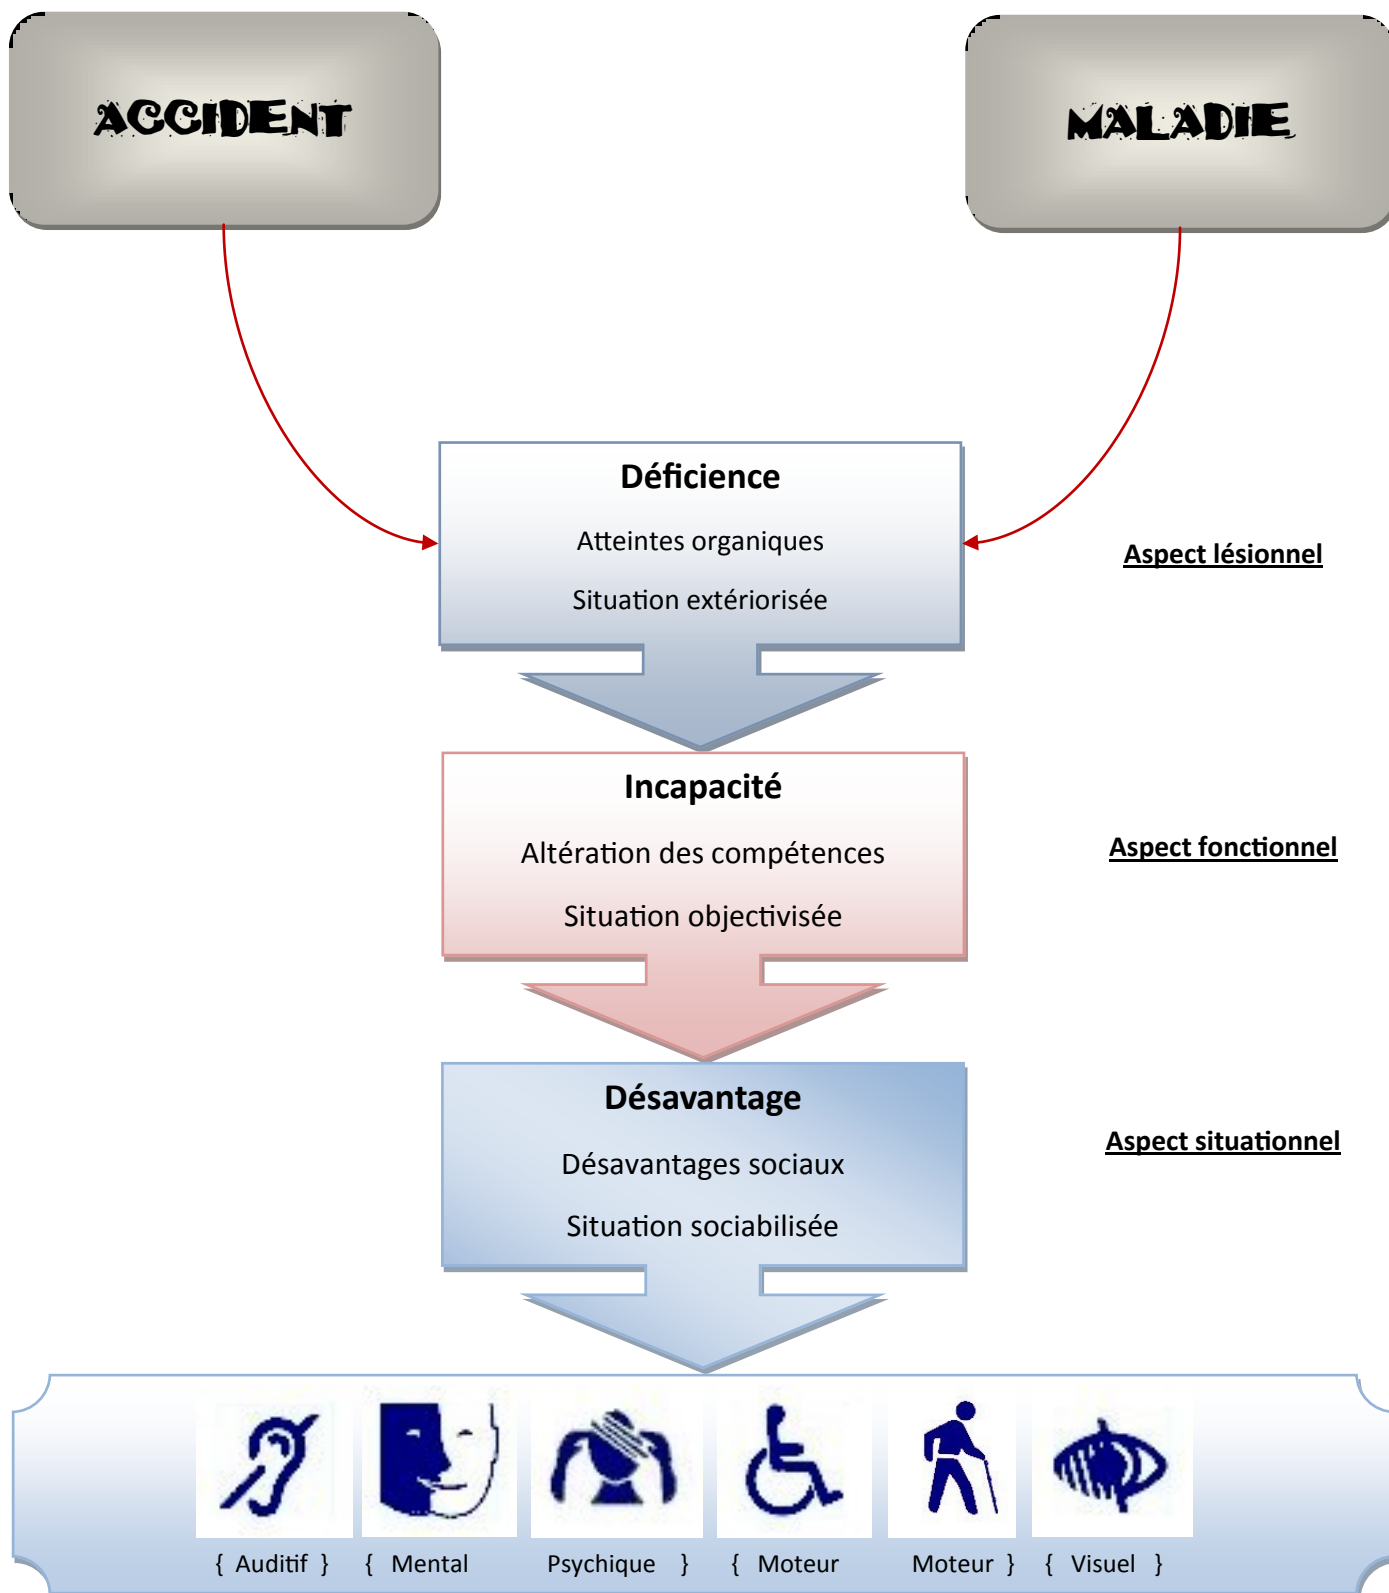 ACCIDENT
MALADIE
Déficience
Atteintes organiques
Situation extériorisée
Aspect lésionnel
Incapacité
Altération des compétences
Situation objectivisée
Aspect fonctionnel
Désavantage
Désavantages sociaux
Situation sociabilisée
Aspect situationnel
{ Auditif } { Mental Psychique } { Moteur Moteur } { Visuel }